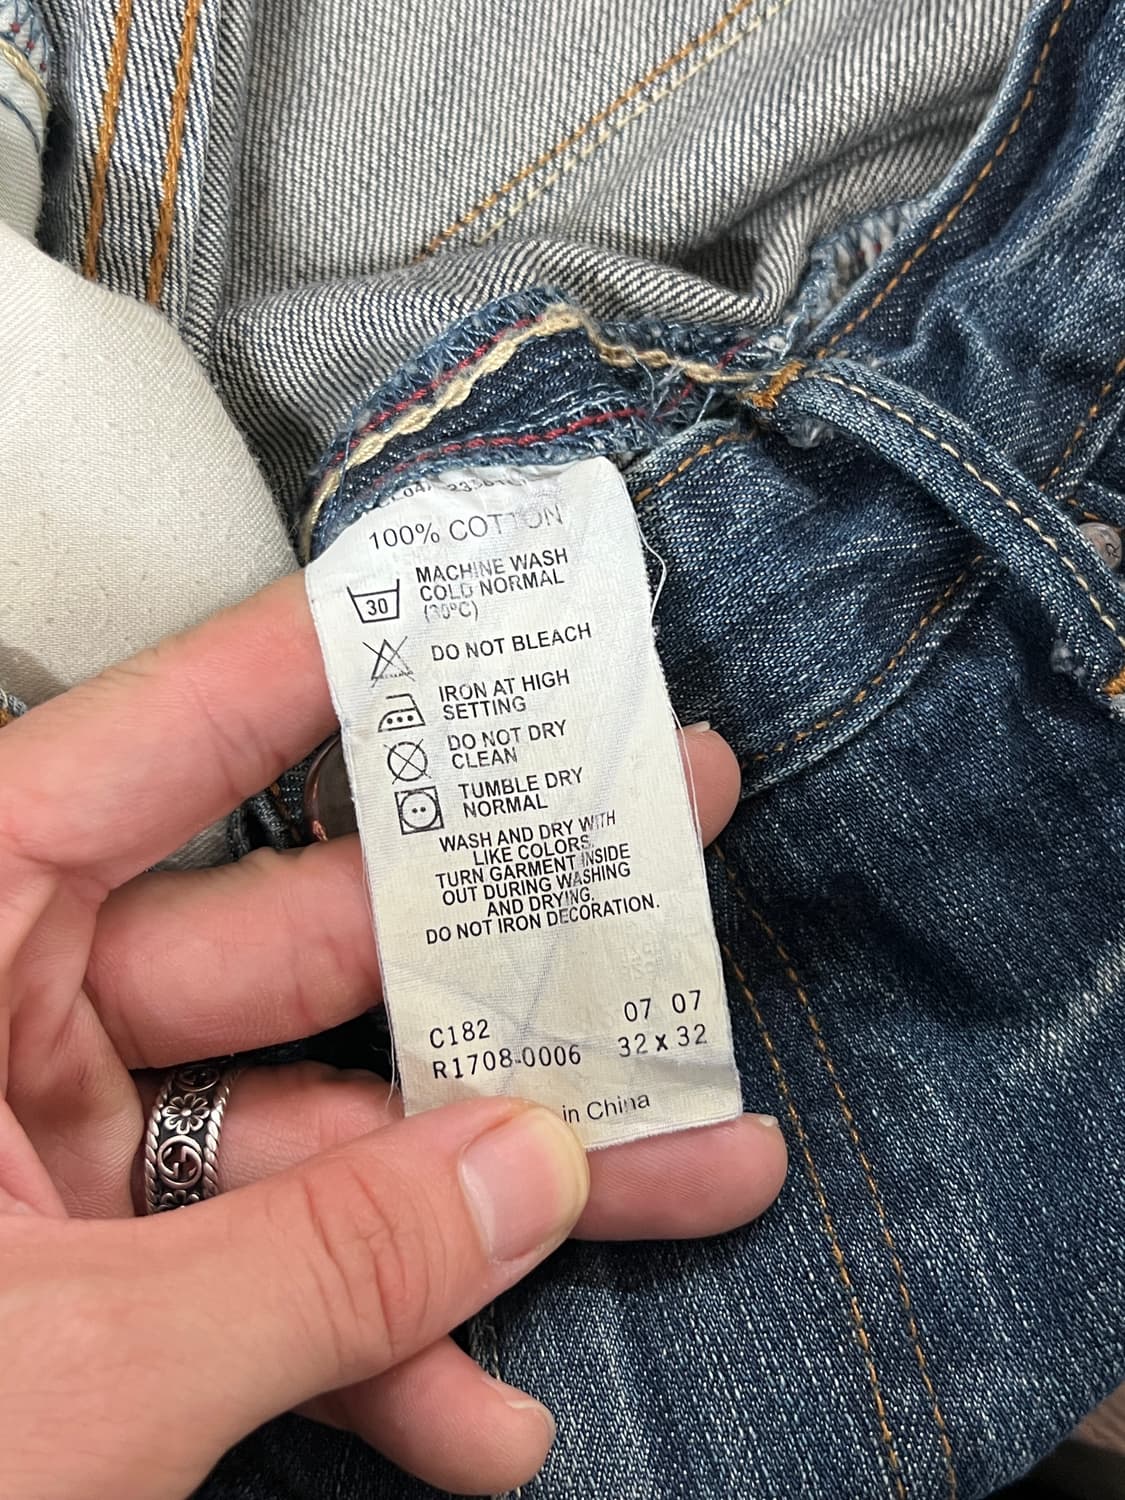 100% COTTON
30
MACHINE WASH
COLD NORMAL
(30°C)
DO NOT BLEACH
IRON AT HIGH
SETTING
DO NOT DRY
CLEAN
TUMBLE DRY
NORMAL
WASH AND DRY WITH
LIKE COLORS.
TURN GARMENT INSIDE
OUT DURING WASHING
AND DRYING.
DO NOT IRON DECORATION.
C182 07 07
R1708-0006 32 x 32
in China